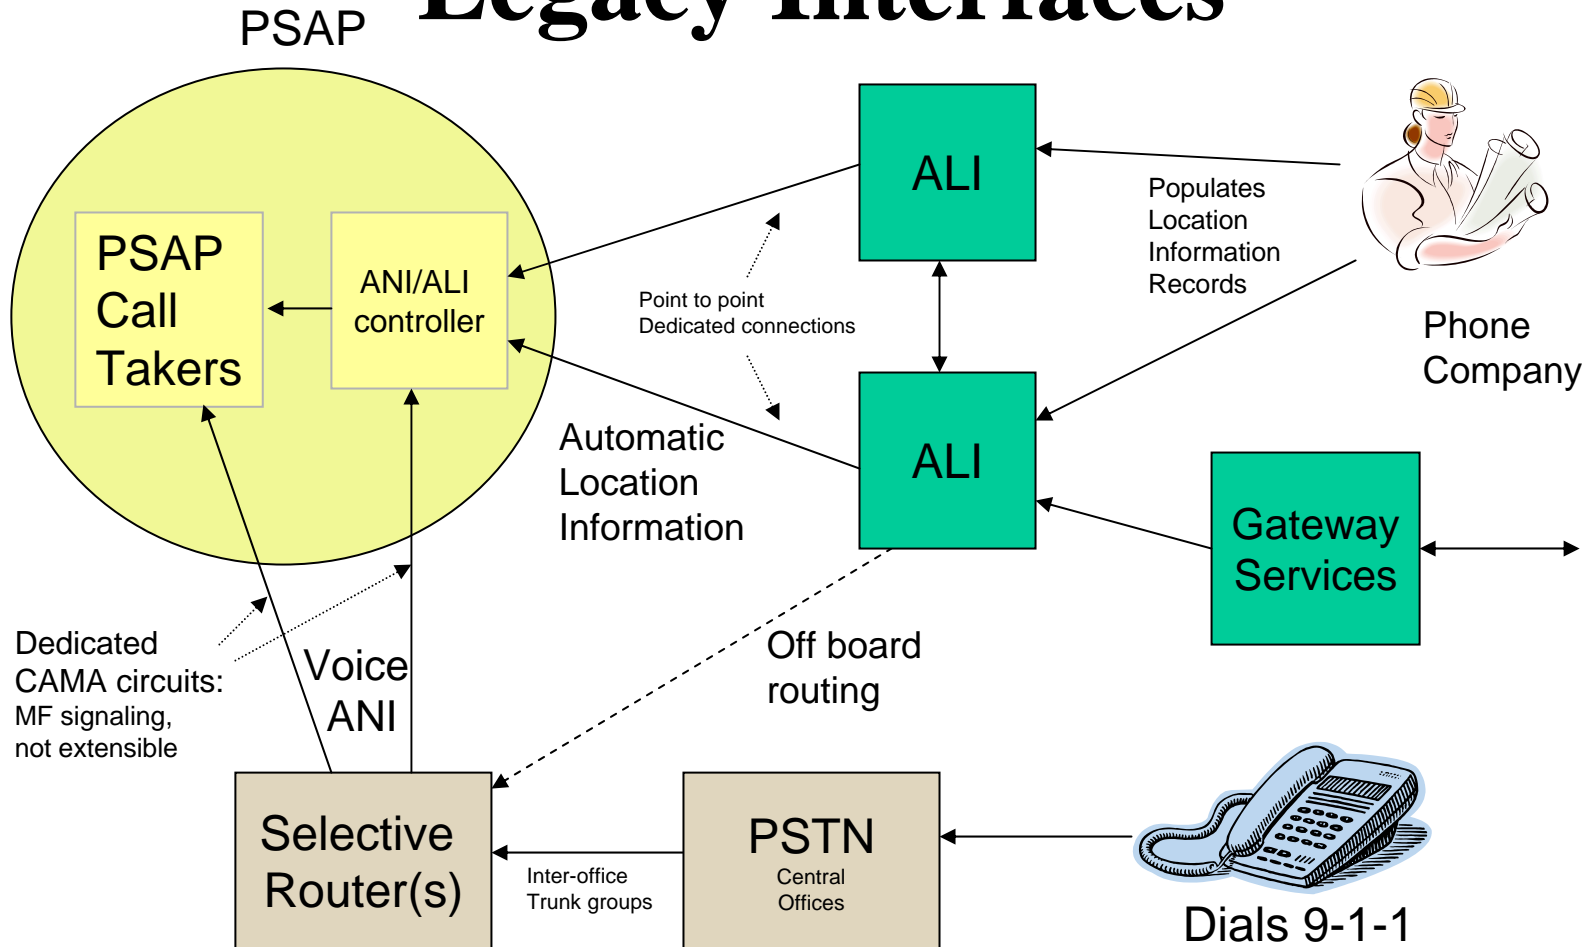 Legacy Interfaces
PSAP
ALI
Populates
Location
Information
Records
PSAP
Call
Takers
ANI/ALI
controller
Point to point
Dedicated connections
Phone
Company
Automatic
Location
Information
ALI
Gateway
Services
Dedicated
CAMA circuits:
MF signaling,
not extensible
Voice
ANI
Off board
routing
Selective
Router(s)
Inter-office
Trunk groups
PSTN
Central
Offices
Dials 9-1-1